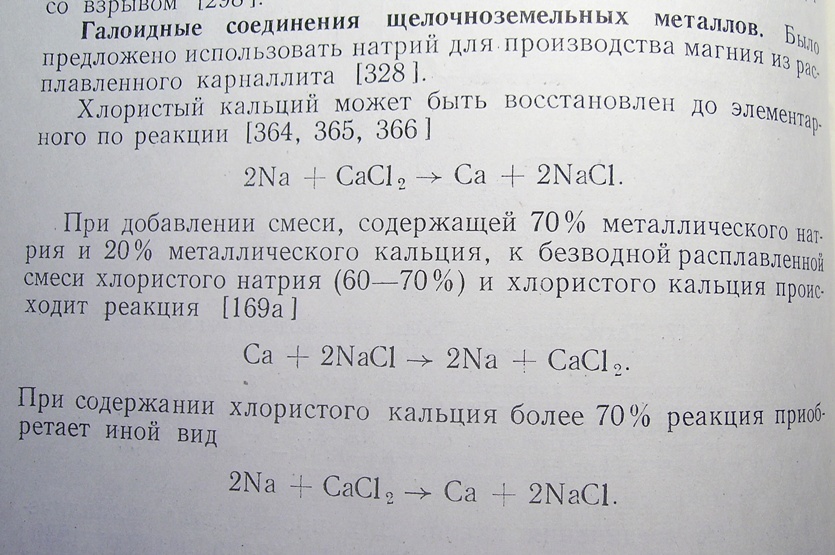 со взрывом [298].
Галоидные соединения щелочноземельных металлов. Было
предложено использовать натрий для производства магния из рас-
плавленного карналлита [328].
Хлористый кальций может быть восстановлен до элементар-
ного по реакции [364, 365, 366]
2Na + CaCl₂ → Ca + 2NaCl.
При добавлении смеси, содержащей 70% металлического нат-
рия и 20% металлического кальция, к безводной расплавленной
смеси хлористого натрия (60—70%) и хлористого кальция проис-
ходит реакция [169а]
Ca + 2NaCl → 2Na + CaCl₂.
При содержании хлористого кальция более 70% реакция приоб-
ретает иной вид
2Na + CaCl₂ → Ca + 2NaCl.